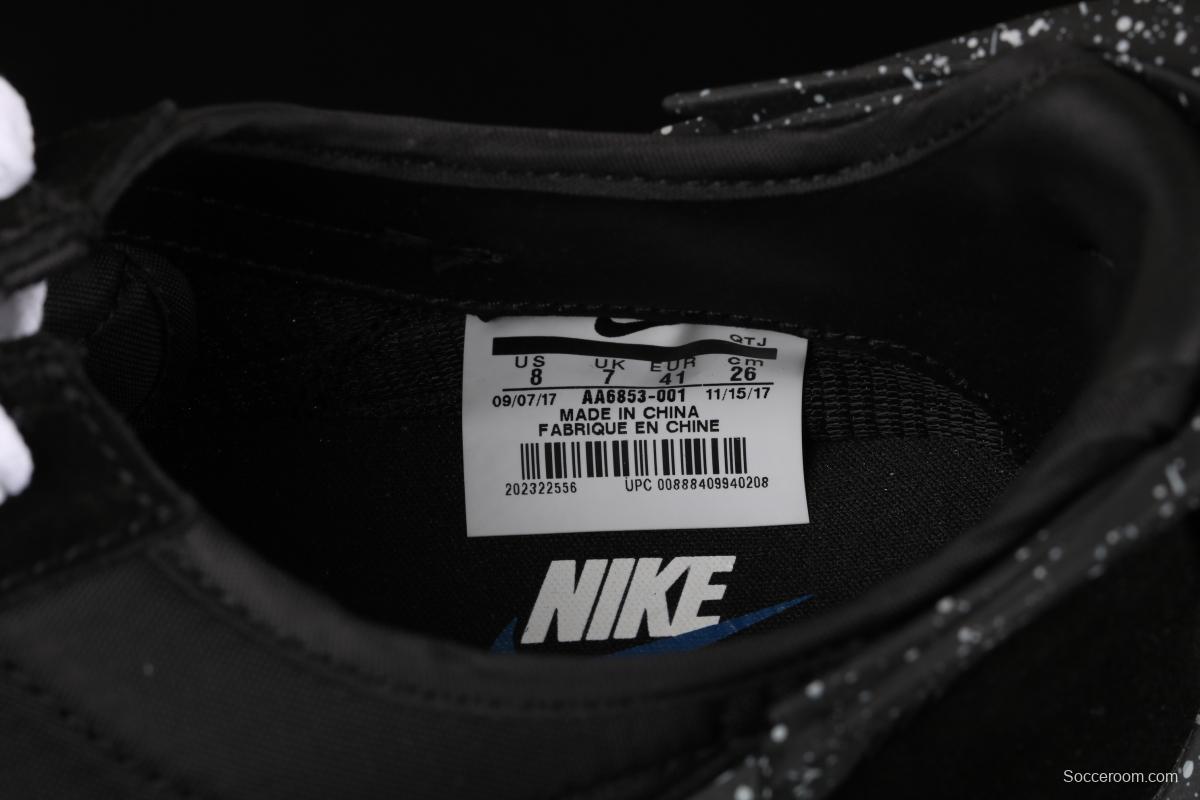 QTJ
US UK EUR cm
8 7 41 26
09/07/17 AA6853-001 11/15/17
MADE IN CHINA
FABRIQUE EN CHINE
202322556 UPC 00888409940208
NIKE
Socceroom.com